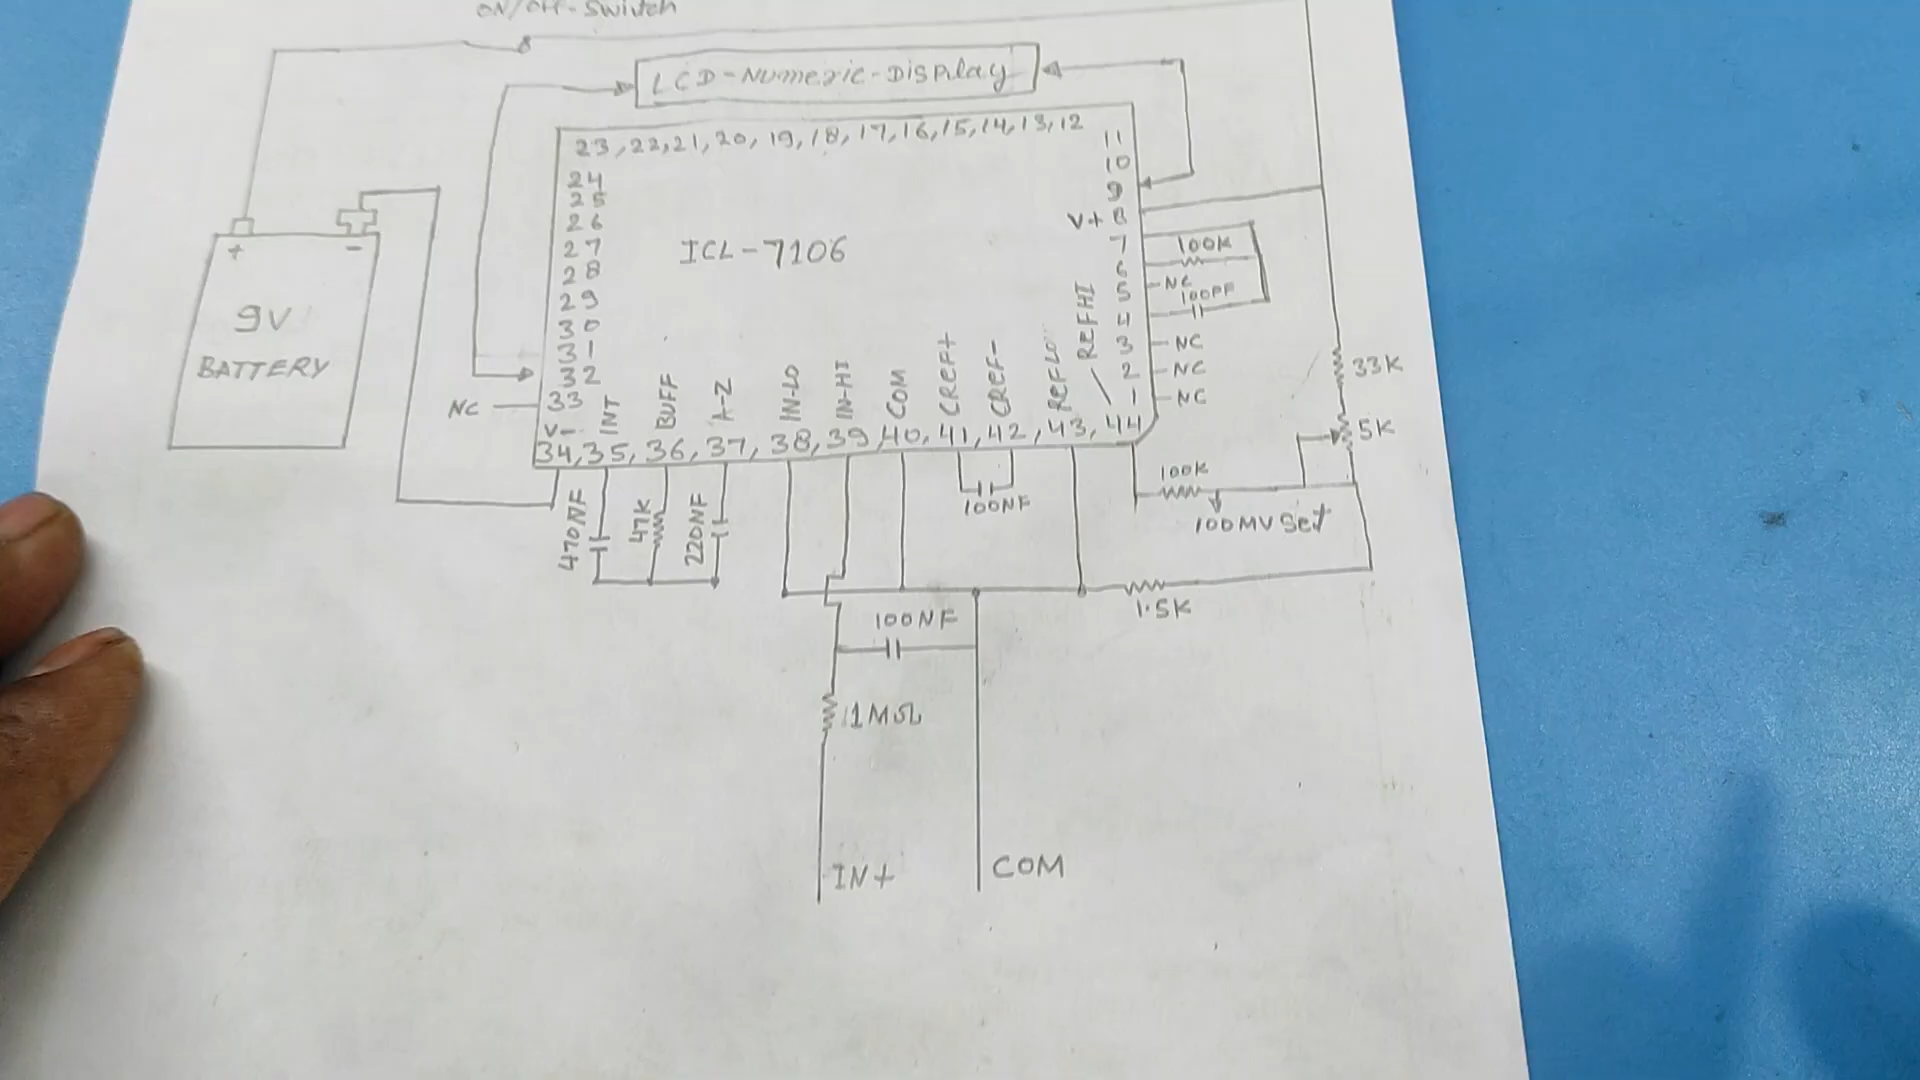 ON/OFF-Switch
LCD-Numeric-Display
23,22,21,20,19,18,17,16,15,14,13,12
11
10
9
V+ 8
7
6
5
4
3
2
1
24
25
26
27
28
29
30
31
32
33
V-
ICL-7106
+ -
9V
BATTERY
NC
INT
BUFF
A-Z
IN-LO
IN-HI
COM
CREF+
CREF-
REFLO
REFHI
34,35,36,37,38,39,40,41,42,43,44
100K
NC
100PF
NC
NC
NC
33K
5K
100K
100MV Set
470NF
47K
220NF
100NF
1.5K
100NF
1MΩ
IN+
COM